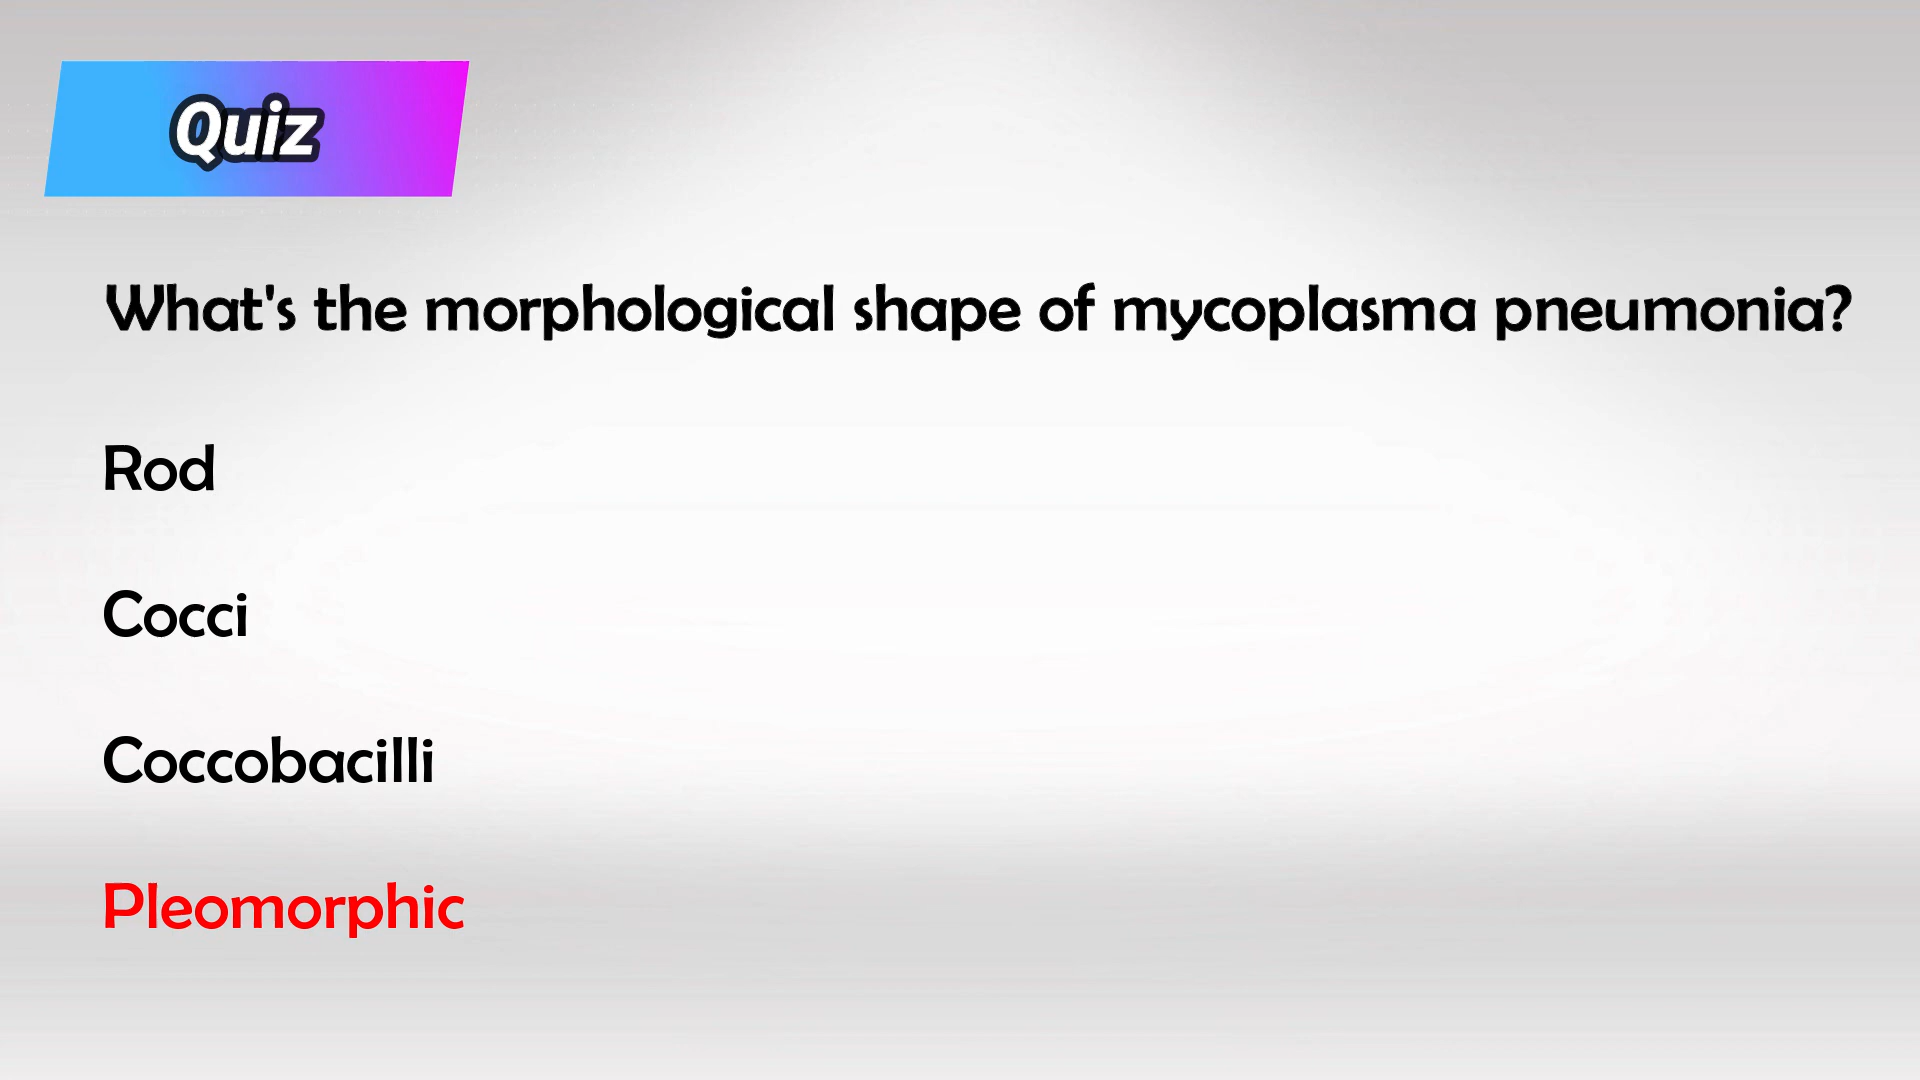 Quiz
What's the morphological shape of mycoplasma pneumonia?
Rod
Cocci
Coccobacilli
Pleomorphic